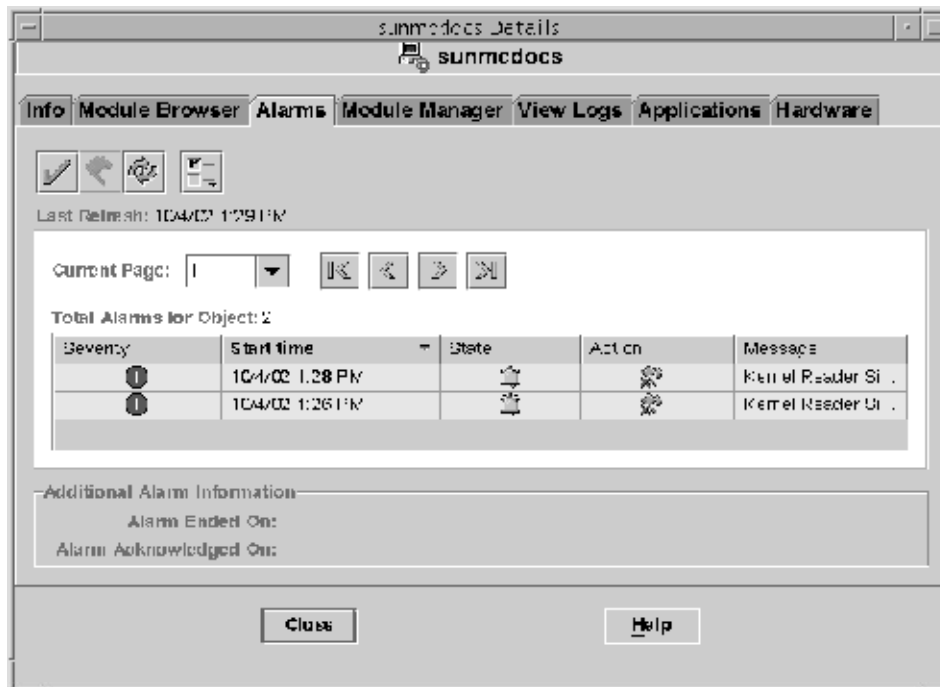 sunmcdocs Details
sunmcdocs
Info Module Browser Alarms Module Manager View Logs Applications Hardware
Last Refresh: 10/4/02 1:29 PM
Current Page: 1
Total Alarms for Object: 2
Severity Start time State Action Message
10/4/02 1:28 PM Kernel Reader Si...
10/4/02 1:26 PM Kernel Reader Si...
Additional Alarm Information
Alarm Ended On:
Alarm Acknowledged On:
Close Help